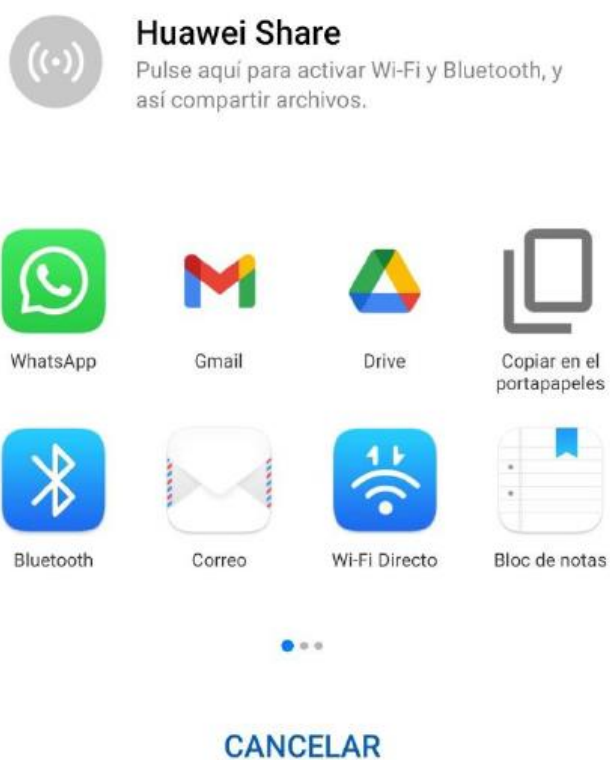 Huawei Share
Pulse aquí para activar Wi-Fi y Bluetooth, y
así compartir archivos.
WhatsApp
Gmail
Drive
Copiar en el
portapapeles
Bluetooth
Correo
Wi-Fi Directo
Bloc de notas
CANCELAR